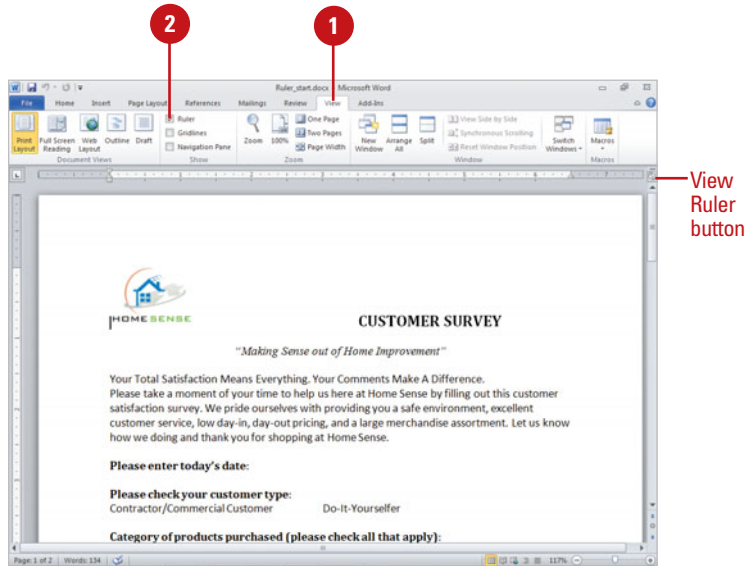 2
1
Ruler_start.docx - Microsoft Word
File Home Insert Page Layout References Mailings Review View Add-Ins
Print Layout
Full Screen Reading
Web Layout
Outline
Draft
Document Views
Ruler
Gridlines
Navigation Pane
Show
Zoom
100%
One Page
Two Pages
Page Width
Zoom
New Window
Arrange All
Split
View Side by Side
Synchronous Scrolling
Reset Window Position
Window
Switch Windows
Macros
Macros
View
Ruler
button
HOMESENSE
CUSTOMER SURVEY
"Making Sense out of Home Improvement"
Your Total Satisfaction Means Everything. Your Comments Make A Difference.
Please take a moment of your time to help us here at Home Sense by filling out this customer
satisfaction survey. We pride ourselves with providing you a safe environment, excellent
customer service, low day-in, day-out pricing, and a large merchandise assortment. Let us know
how we doing and thank you for shopping at Home Sense.
Please enter today's date:
Please check your customer type:
Contractor/Commercial Customer Do-It-Yourselfer
Category of products purchased (please check all that apply):
Page: 1 of 2 Words: 134 117%